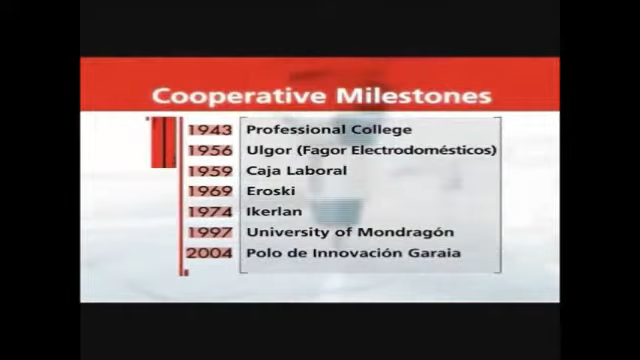 Cooperative Milestones
1943 Professional College
1956 Ulgor (Fagor Electrodomésticos)
1959 Caja Laboral
1969 Eroski
1974 Ikerlan
1997 University of Mondragón
2004 Polo de Innovación Garaia